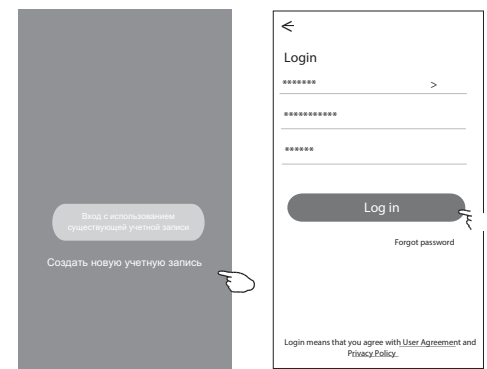 Вход с использованием
существующей учетной записи
Создать новую учетную запись
Login
******* >
***********
******
Log in
Forgot password
Login means that you agree with User Agreement and
Privacy Policy